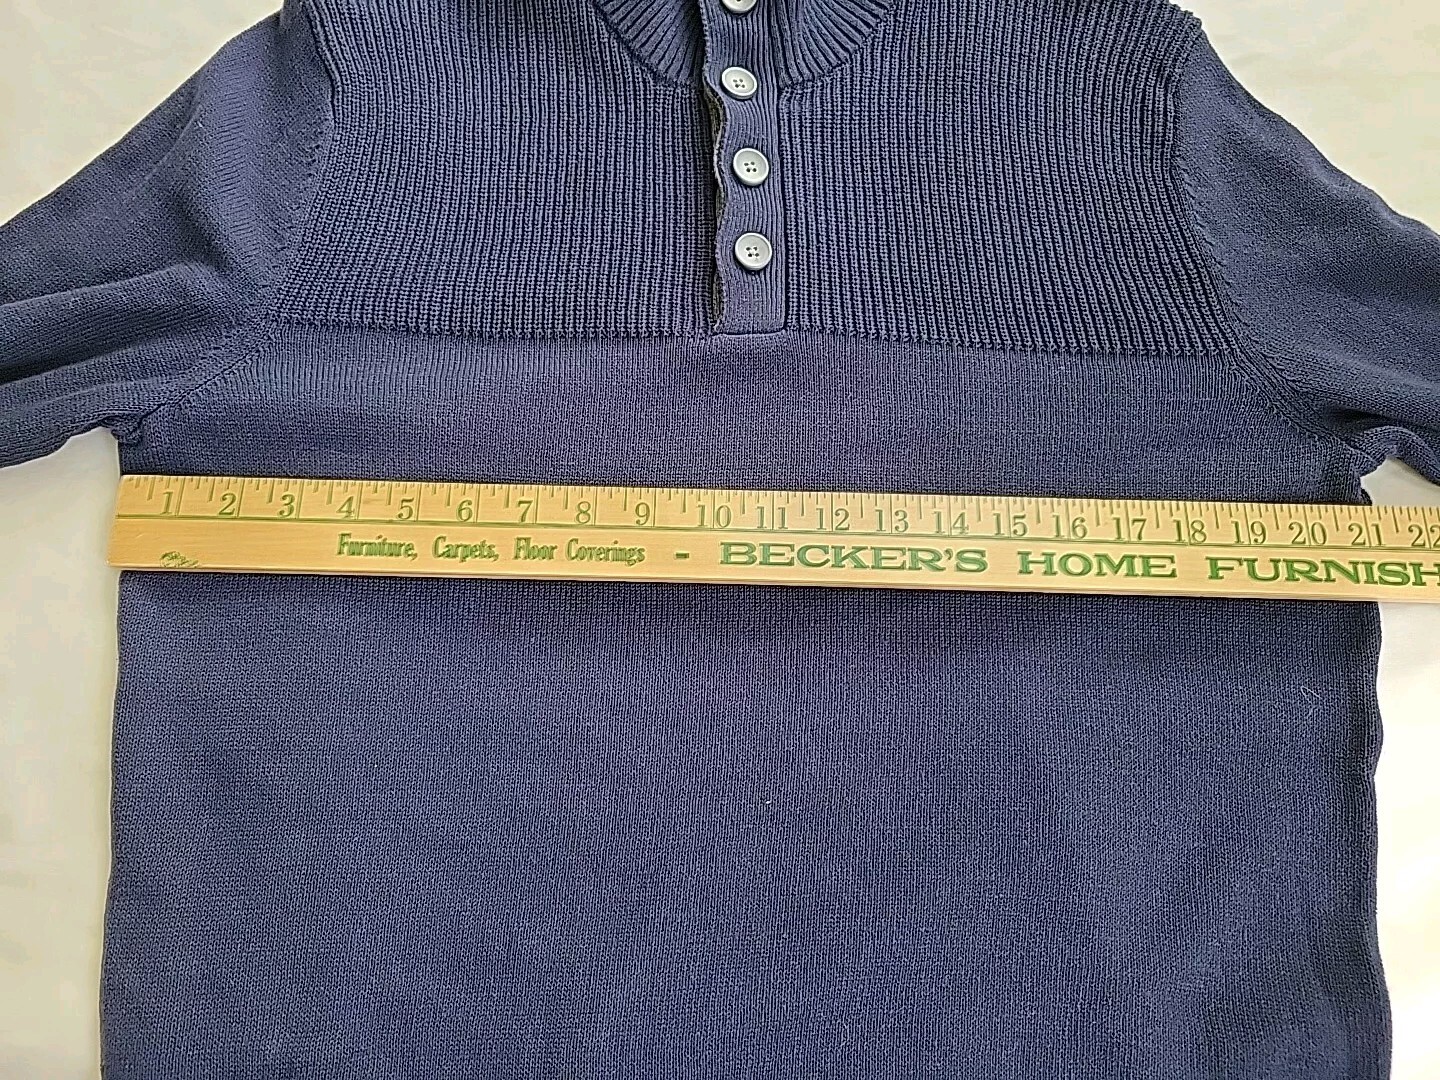 1 2 3 4 5 6 7 8 9 10 11 12 13 14 15 16 17 18 19 20 21 22
Furniture, Carpets, Floor Coverings - BECKER'S HOME FURNISH